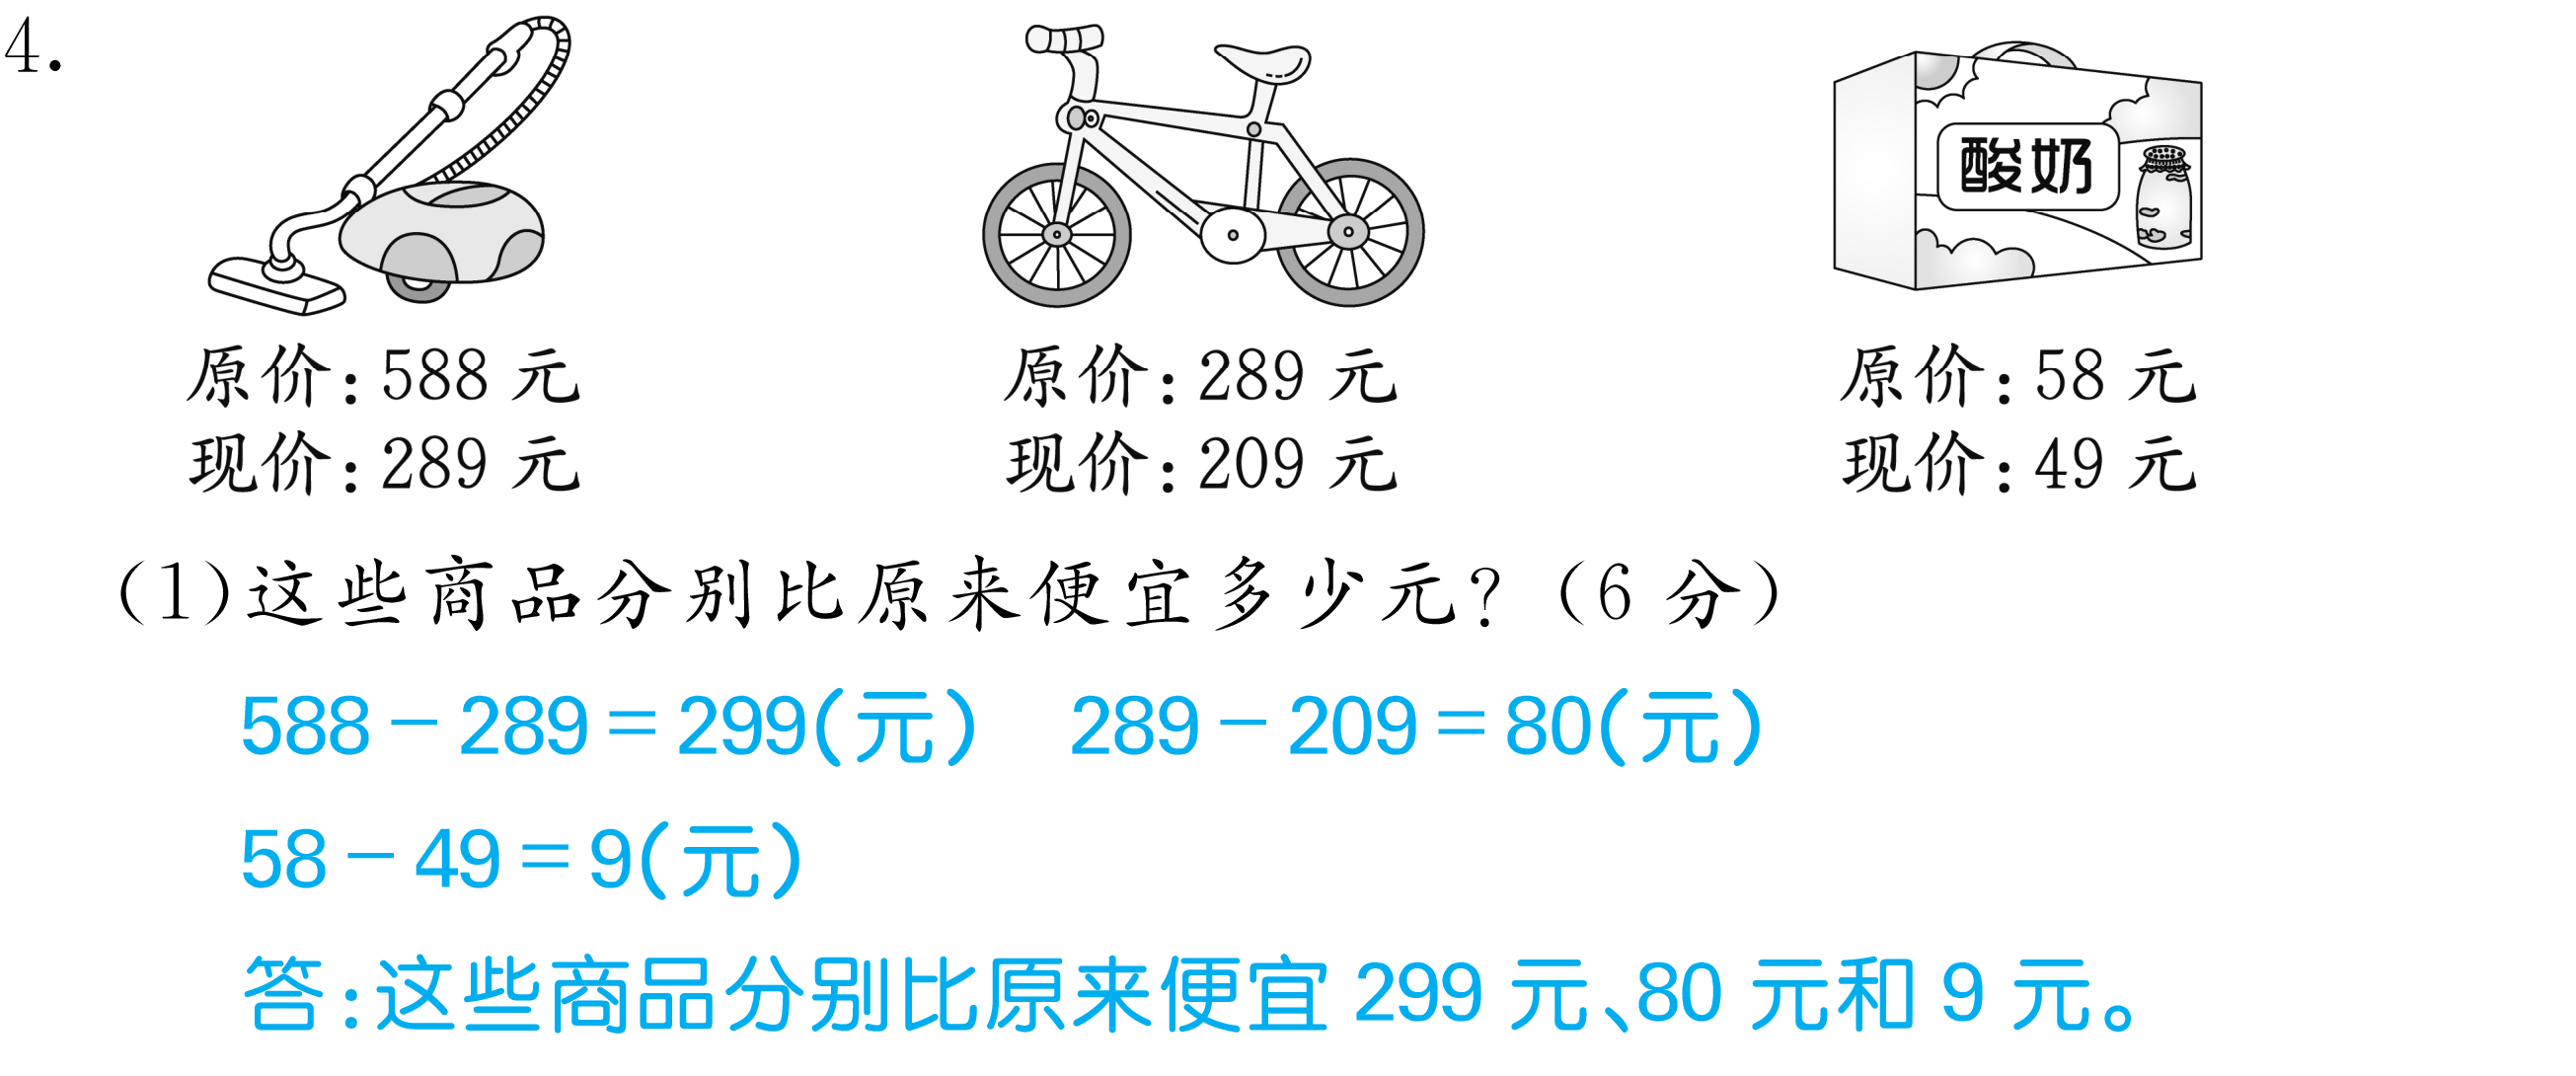 4.
酸奶
原价:588 元 原价:289 元 原价:58 元
现价:289 元 现价:209 元 现价:49 元
(1)这些商品分别比原来便宜多少元?(6 分)
588-289=299(元) 289-209=80(元)
58-49=9(元)
答:这些商品分别比原来便宜 299 元、80 元和 9 元。